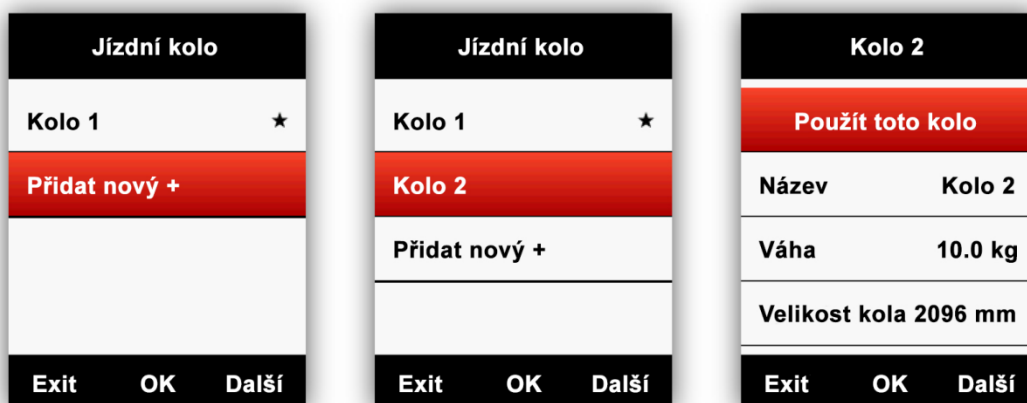 Jízdní kolo
Kolo 1 ★
Přidat nový +
Exit OK Další
Jízdní kolo
Kolo 1 ★
Kolo 2
Přidat nový +
Exit OK Další
Kolo 2
Použít toto kolo
Název Kolo 2
Váha 10.0 kg
Velikost kola 2096 mm
Exit OK Další